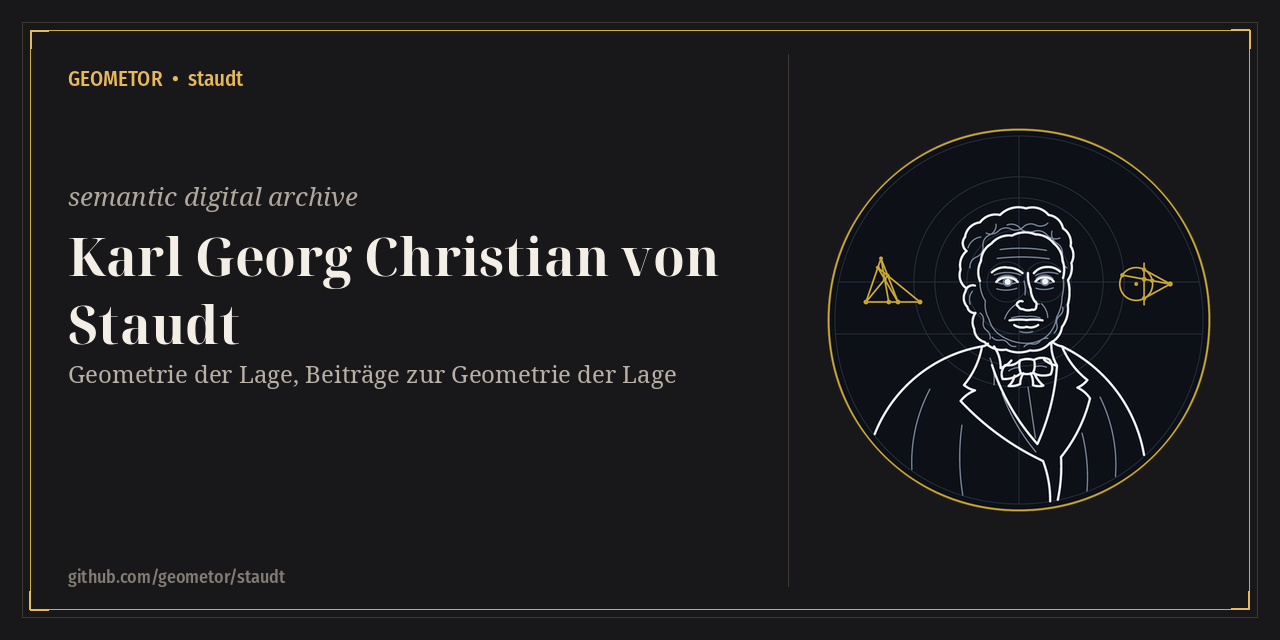 GEOMETOR • staudt
semantic digital archive
Karl Georg Christian von
Staudt
Geometrie der Lage, Beiträge zur Geometrie der Lage
github.com/geometor/staudt